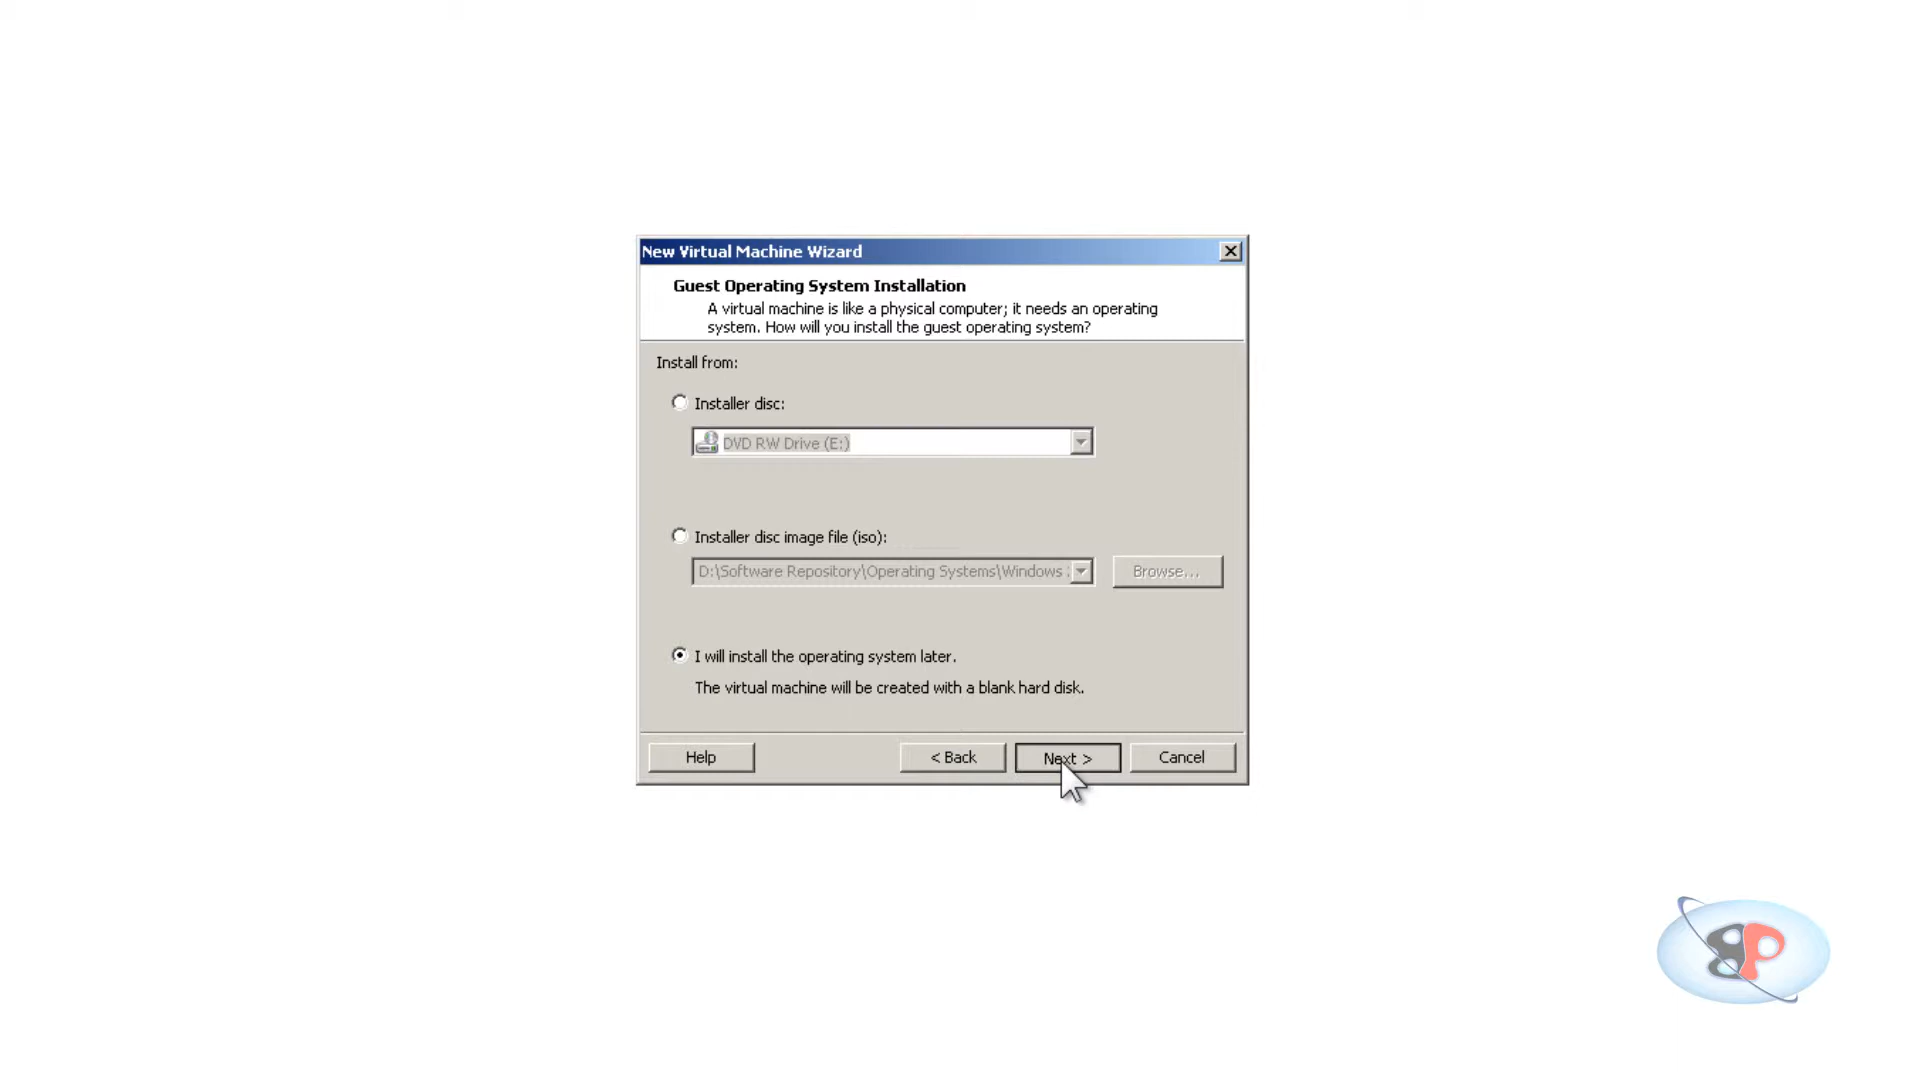 New Virtual Machine Wizard
Guest Operating System Installation
A virtual machine is like a physical computer; it needs an operating
system. How will you install the guest operating system?
Install from:
Installer disc:
DVD RW Drive (E:)
Installer disc image file (iso):
D:\Software Repository\Operating Systems\Windows
Browse...
I will install the operating system later.
The virtual machine will be created with a blank hard disk.
Help
< Back
Next >
Cancel
BP